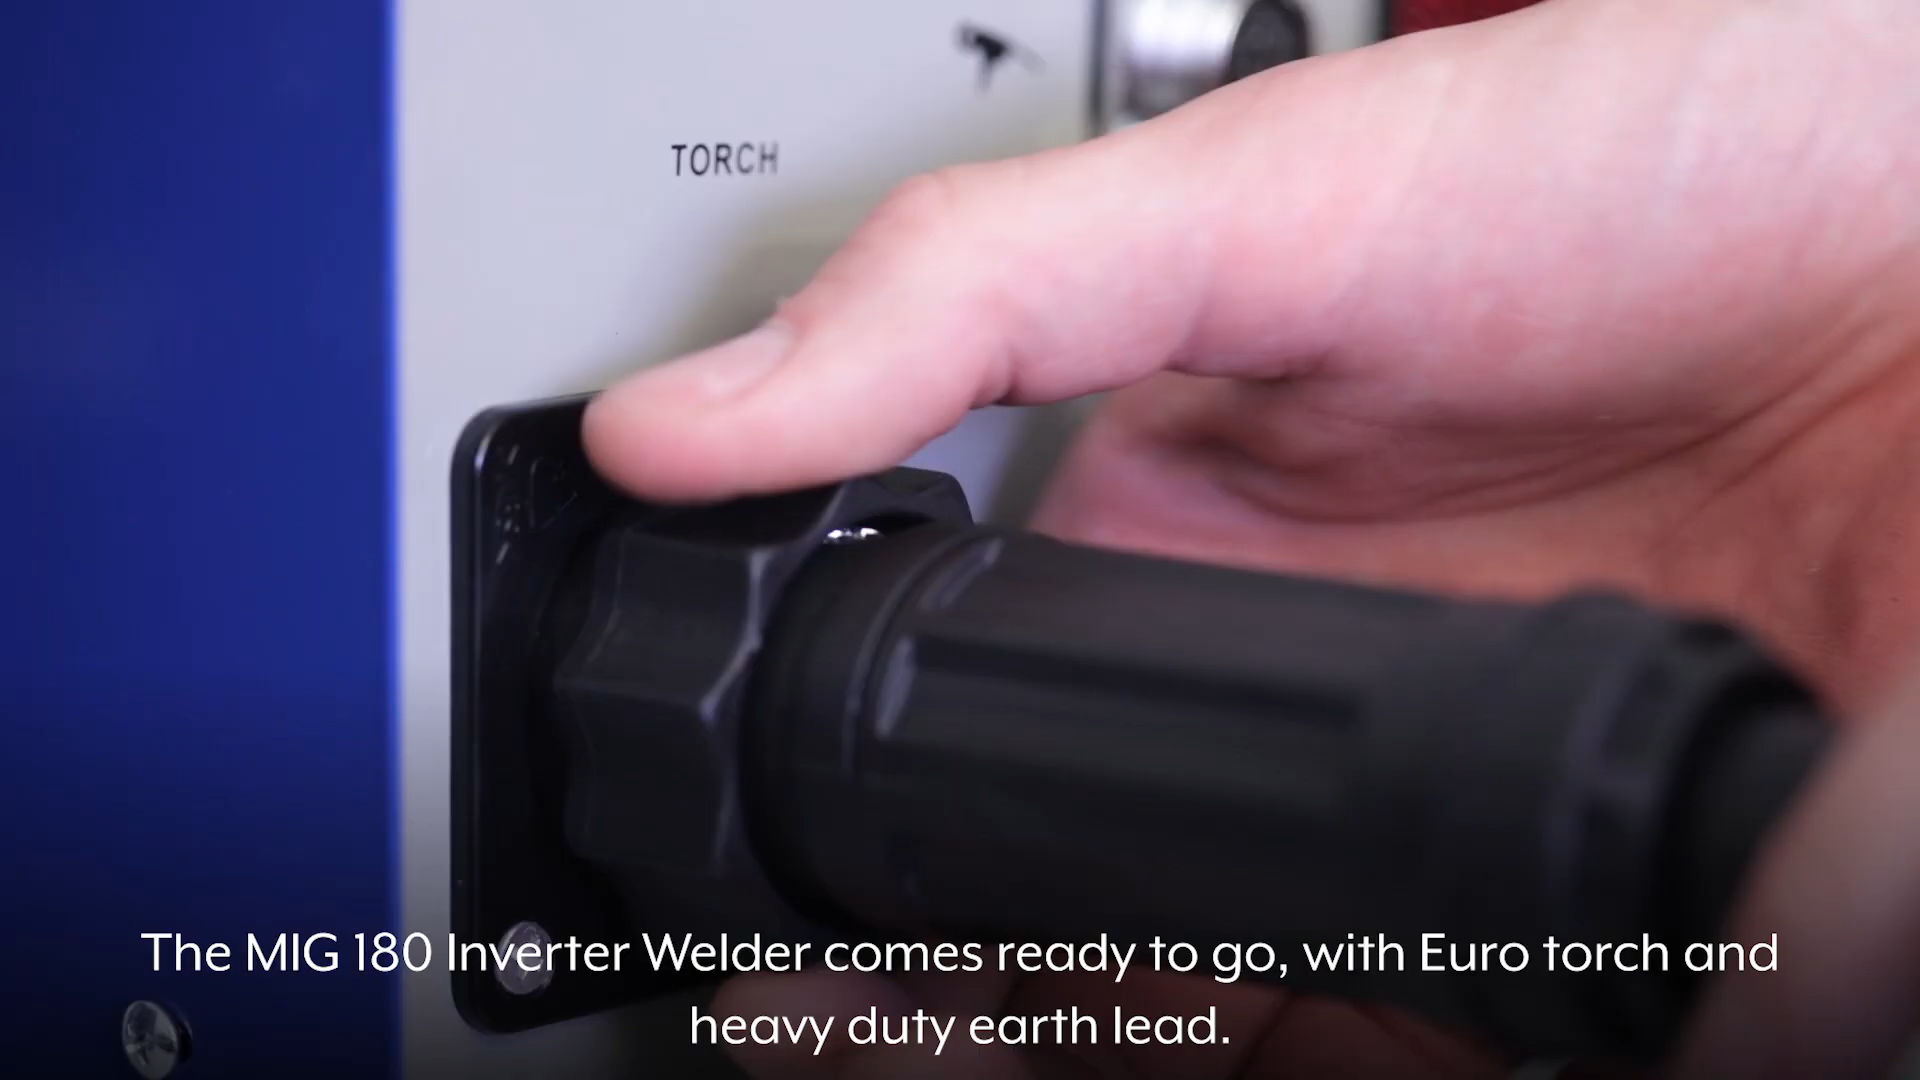 TORCH
The MIG 180 Inverter Welder comes ready to go, with Euro torch and
heavy duty earth lead.